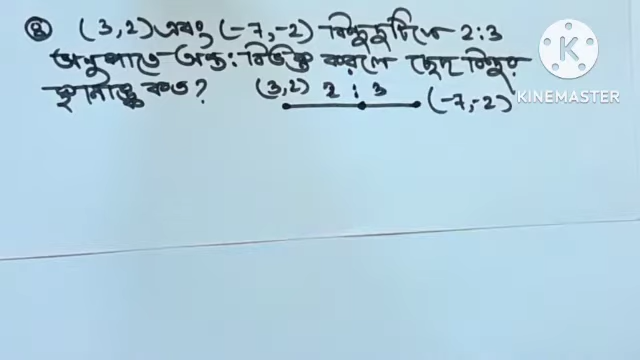 (3,2) এবং (-7,-2) বিন্দুদ্বয়কে 2:3
অনুপাতে অন্ত:বিভক্ত করলে ছেদ বিন্দুর
স্থানাঙ্ক কত? (3,2) 2 : 3 (-7,-2)
KINEMASTER